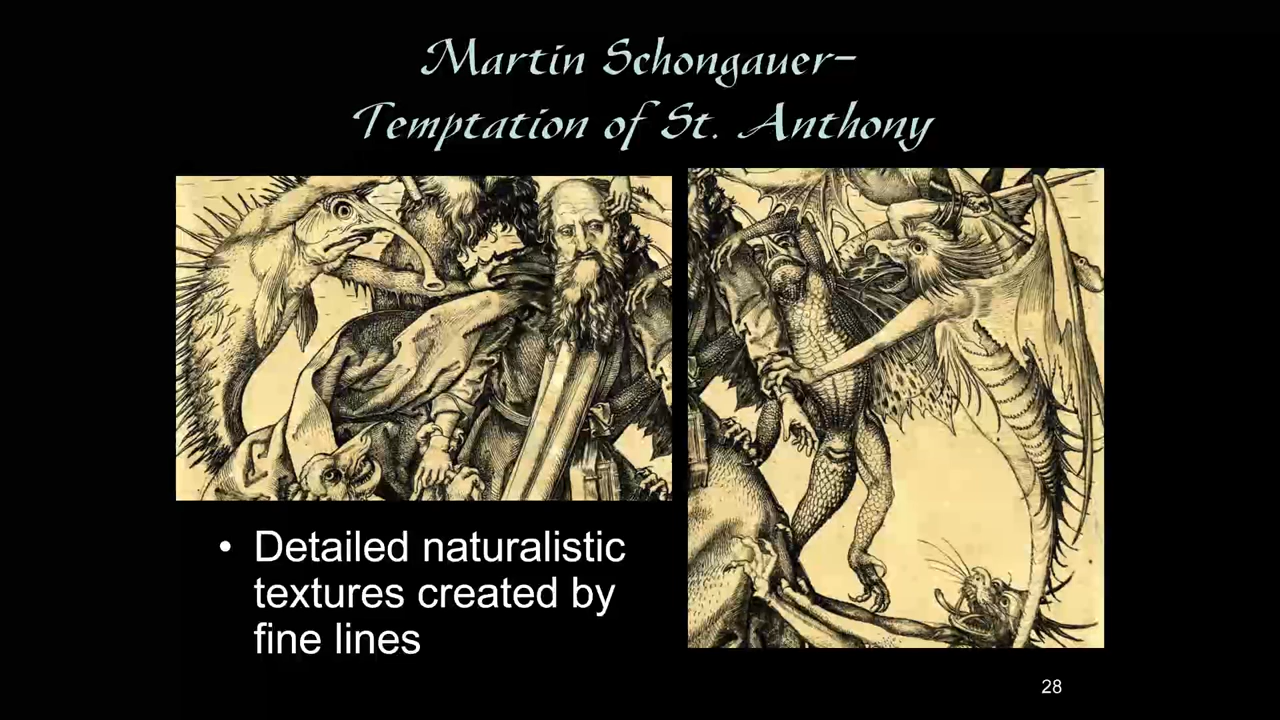 Martin Schongauer-
Temptation of St. Anthony
• Detailed naturalistic
textures created by
fine lines
28